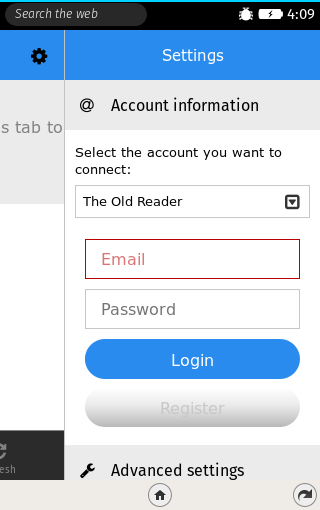 Search the web
4:09
Settings
@ Account information
s tab to
Select the account you want to
connect:
The Old Reader
Email
Password
Login
Register
esh
Advanced settings